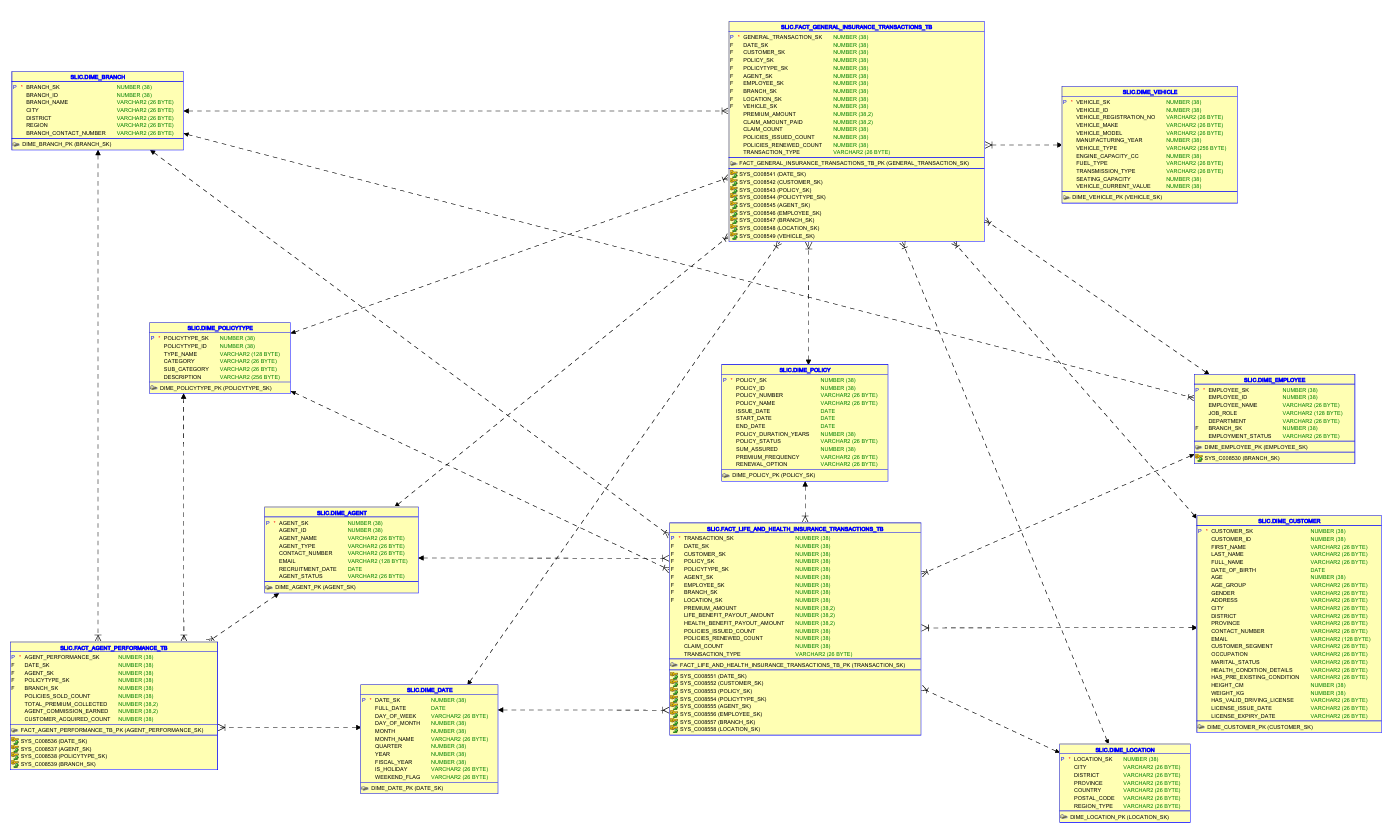 SLIC.FACT_GENERAL_INSURANCE_TRANSACTIONS_TB
P * GENERAL_TRANSACTION_SK NUMBER (38)
F DATE_SK NUMBER (38)
F CUSTOMER_SK NUMBER (38)
F POLICY_SK NUMBER (38)
F POLICYTYPE_SK NUMBER (38)
F AGENT_SK NUMBER (38)
F EMPLOYEE_SK NUMBER (38)
F BRANCH_SK NUMBER (38)
F LOCATION_SK NUMBER (38)
F VEHICLE_SK NUMBER (38)
PREMIUM_AMOUNT NUMBER (38,2)
CLAIM_AMOUNT_PAID NUMBER (38,2)
CLAIM_COUNT NUMBER (38)
POLICIES_ISSUED_COUNT NUMBER (38)
POLICIES_RENEWED_COUNT NUMBER (38)
TRANSACTION_TYPE VARCHAR2 (26 BYTE)
FACT_GENERAL_INSURANCE_TRANSACTIONS_TB_PK (GENERAL_TRANSACTION_SK)
SYS_C008541 (DATE_SK)
SYS_C008542 (CUSTOMER_SK)
SYS_C008543 (POLICY_SK)
SYS_C008544 (POLICYTYPE_SK)
SYS_C008545 (AGENT_SK)
SYS_C008546 (EMPLOYEE_SK)
SYS_C008547 (BRANCH_SK)
SYS_C008548 (LOCATION_SK)
SYS_C008549 (VEHICLE_SK)
SLIC.DIME_BRANCH
P * BRANCH_SK NUMBER (38)
BRANCH_ID NUMBER (38)
BRANCH_NAME VARCHAR2 (26 BYTE)
CITY VARCHAR2 (26 BYTE)
DISTRICT VARCHAR2 (26 BYTE)
REGION VARCHAR2 (26 BYTE)
BRANCH_CONTACT_NUMBER VARCHAR2 (26 BYTE)
DIME_BRANCH_PK (BRANCH_SK)
SLIC.DIME_VEHICLE
P * VEHICLE_SK NUMBER (38)
VEHICLE_ID NUMBER (38)
VEHICLE_REGISTRATION_NO VARCHAR2 (26 BYTE)
VEHICLE_MAKE VARCHAR2 (26 BYTE)
VEHICLE_MODEL VARCHAR2 (26 BYTE)
MANUFACTURING_YEAR NUMBER (38)
VEHICLE_TYPE VARCHAR2 (256 BYTE)
ENGINE_CAPACITY_CC NUMBER (38)
FUEL_TYPE VARCHAR2 (26 BYTE)
TRANSMISSION_TYPE VARCHAR2 (26 BYTE)
SEATING_CAPACITY NUMBER (38)
VEHICLE_CURRENT_VALUE NUMBER (38)
DIME_VEHICLE_PK (VEHICLE_SK)
SLIC.DIME_POLICYTYPE
P * POLICYTYPE_SK NUMBER (38)
POLICYTYPE_ID NUMBER (38)
TYPE_NAME VARCHAR2 (128 BYTE)
CATEGORY VARCHAR2 (26 BYTE)
SUB_CATEGORY VARCHAR2 (26 BYTE)
DESCRIPTION VARCHAR2 (256 BYTE)
DIME_POLICYTYPE_PK (POLICYTYPE_SK)
SLIC.DIME_POLICY
P * POLICY_SK NUMBER (38)
POLICY_ID NUMBER (38)
POLICY_NUMBER VARCHAR2 (26 BYTE)
POLICY_NAME VARCHAR2 (26 BYTE)
ISSUE_DATE DATE
START_DATE DATE
END_DATE DATE
POLICY_DURATION_YEARS NUMBER (38)
POLICY_STATUS VARCHAR2 (26 BYTE)
SUM_ASSURED NUMBER (38)
PREMIUM_FREQUENCY VARCHAR2 (26 BYTE)
RENEWAL_OPTION VARCHAR2 (26 BYTE)
DIME_POLICY_PK (POLICY_SK)
SLIC.DIME_EMPLOYEE
P * EMPLOYEE_SK NUMBER (38)
EMPLOYEE_ID NUMBER (38)
EMPLOYEE_NAME VARCHAR2 (26 BYTE)
JOB_ROLE VARCHAR2 (128 BYTE)
DEPARTMENT VARCHAR2 (26 BYTE)
F BRANCH_SK NUMBER (38)
EMPLOYMENT_STATUS VARCHAR2 (26 BYTE)
DIME_EMPLOYEE_PK (EMPLOYEE_SK)
SYS_C008530 (BRANCH_SK)
SLIC.DIME_AGENT
P * AGENT_SK NUMBER (38)
AGENT_ID NUMBER (38)
AGENT_NAME VARCHAR2 (26 BYTE)
AGENT_TYPE VARCHAR2 (26 BYTE)
CONTACT_NUMBER VARCHAR2 (26 BYTE)
EMAIL VARCHAR2 (128 BYTE)
RECRUITMENT_DATE DATE
AGENT_STATUS VARCHAR2 (26 BYTE)
DIME_AGENT_PK (AGENT_SK)
SLIC.FACT_LIFE_AND_HEALTH_INSURANCE_TRANSACTIONS_TB
P * TRANSACTION_SK NUMBER (38)
F DATE_SK NUMBER (38)
F CUSTOMER_SK NUMBER (38)
F POLICY_SK NUMBER (38)
F POLICYTYPE_SK NUMBER (38)
F AGENT_SK NUMBER (38)
F EMPLOYEE_SK NUMBER (38)
F BRANCH_SK NUMBER (38)
F LOCATION_SK NUMBER (38)
PREMIUM_AMOUNT NUMBER (38,2)
LIFE_BENEFIT_PAYOUT_AMOUNT NUMBER (38,2)
HEALTH_BENEFIT_PAYOUT_AMOUNT NUMBER (38,2)
POLICIES_ISSUED_COUNT NUMBER (38)
POLICIES_RENEWED_COUNT NUMBER (38)
CLAIM_COUNT NUMBER (38)
TRANSACTION_TYPE VARCHAR2 (26 BYTE)
FACT_LIFE_AND_HEALTH_INSURANCE_TRANSACTIONS_TB_PK (TRANSACTION_SK)
SYS_C008551 (DATE_SK)
SYS_C008552 (CUSTOMER_SK)
SYS_C008553 (POLICY_SK)
SYS_C008554 (POLICYTYPE_SK)
SYS_C008555 (AGENT_SK)
SYS_C008556 (EMPLOYEE_SK)
SYS_C008557 (BRANCH_SK)
SYS_C008558 (LOCATION_SK)
SLIC.DIME_CUSTOMER
P * CUSTOMER_SK NUMBER (38)
CUSTOMER_ID NUMBER (38)
FIRST_NAME VARCHAR2 (26 BYTE)
LAST_NAME VARCHAR2 (26 BYTE)
FULL_NAME VARCHAR2 (26 BYTE)
DATE_OF_BIRTH DATE
AGE NUMBER (38)
AGE_GROUP VARCHAR2 (26 BYTE)
GENDER VARCHAR2 (26 BYTE)
ADDRESS VARCHAR2 (26 BYTE)
CITY VARCHAR2 (26 BYTE)
DISTRICT VARCHAR2 (26 BYTE)
PROVINCE VARCHAR2 (26 BYTE)
CONTACT_NUMBER VARCHAR2 (26 BYTE)
EMAIL VARCHAR2 (128 BYTE)
CUSTOMER_SEGMENT VARCHAR2 (26 BYTE)
OCCUPATION VARCHAR2 (26 BYTE)
MARITAL_STATUS VARCHAR2 (26 BYTE)
HEALTH_CONDITION_DETAILS VARCHAR2 (26 BYTE)
HAS_PRE_EXISTING_CONDITION VARCHAR2 (26 BYTE)
HEIGHT_CM NUMBER (38)
WEIGHT_KG NUMBER (38)
HAS_VALID_DRIVING_LICENSE VARCHAR2 (26 BYTE)
LICENSE_ISSUE_DATE VARCHAR2 (26 BYTE)
LICENSE_EXPIRY_DATE VARCHAR2 (26 BYTE)
DIME_CUSTOMER_PK (CUSTOMER_SK)
SLIC.FACT_AGENT_PERFORMANCE_TB
P * AGENT_PERFORMANCE_SK NUMBER (38)
F DATE_SK NUMBER (38)
F AGENT_SK NUMBER (38)
F POLICYTYPE_SK NUMBER (38)
F BRANCH_SK NUMBER (38)
POLICIES_SOLD_COUNT NUMBER (38)
TOTAL_PREMIUM_COLLECTED NUMBER (38,2)
AGENT_COMMISSION_EARNED NUMBER (38,2)
CUSTOMER_ACQUIRED_COUNT NUMBER (38)
FACT_AGENT_PERFORMANCE_TB_PK (AGENT_PERFORMANCE_SK)
SYS_C008536 (DATE_SK)
SYS_C008537 (AGENT_SK)
SYS_C008538 (POLICYTYPE_SK)
SYS_C008539 (BRANCH_SK)
SLIC.DIME_DATE
P * DATE_SK NUMBER (38)
FULL_DATE DATE
DAY_OF_WEEK VARCHAR2 (26 BYTE)
DAY_OF_MONTH NUMBER (38)
MONTH NUMBER (38)
MONTH_NAME VARCHAR2 (26 BYTE)
QUARTER NUMBER (38)
YEAR NUMBER (38)
FISCAL_YEAR NUMBER (38)
IS_HOLIDAY VARCHAR2 (26 BYTE)
WEEKEND_FLAG VARCHAR2 (26 BYTE)
DIME_DATE_PK (DATE_SK)
SLIC.DIME_LOCATION
P * LOCATION_SK NUMBER (38)
CITY VARCHAR2 (26 BYTE)
DISTRICT VARCHAR2 (26 BYTE)
PROVINCE VARCHAR2 (26 BYTE)
COUNTRY VARCHAR2 (26 BYTE)
POSTAL_CODE VARCHAR2 (26 BYTE)
REGION_TYPE VARCHAR2 (26 BYTE)
DIME_LOCATION_PK (LOCATION_SK)